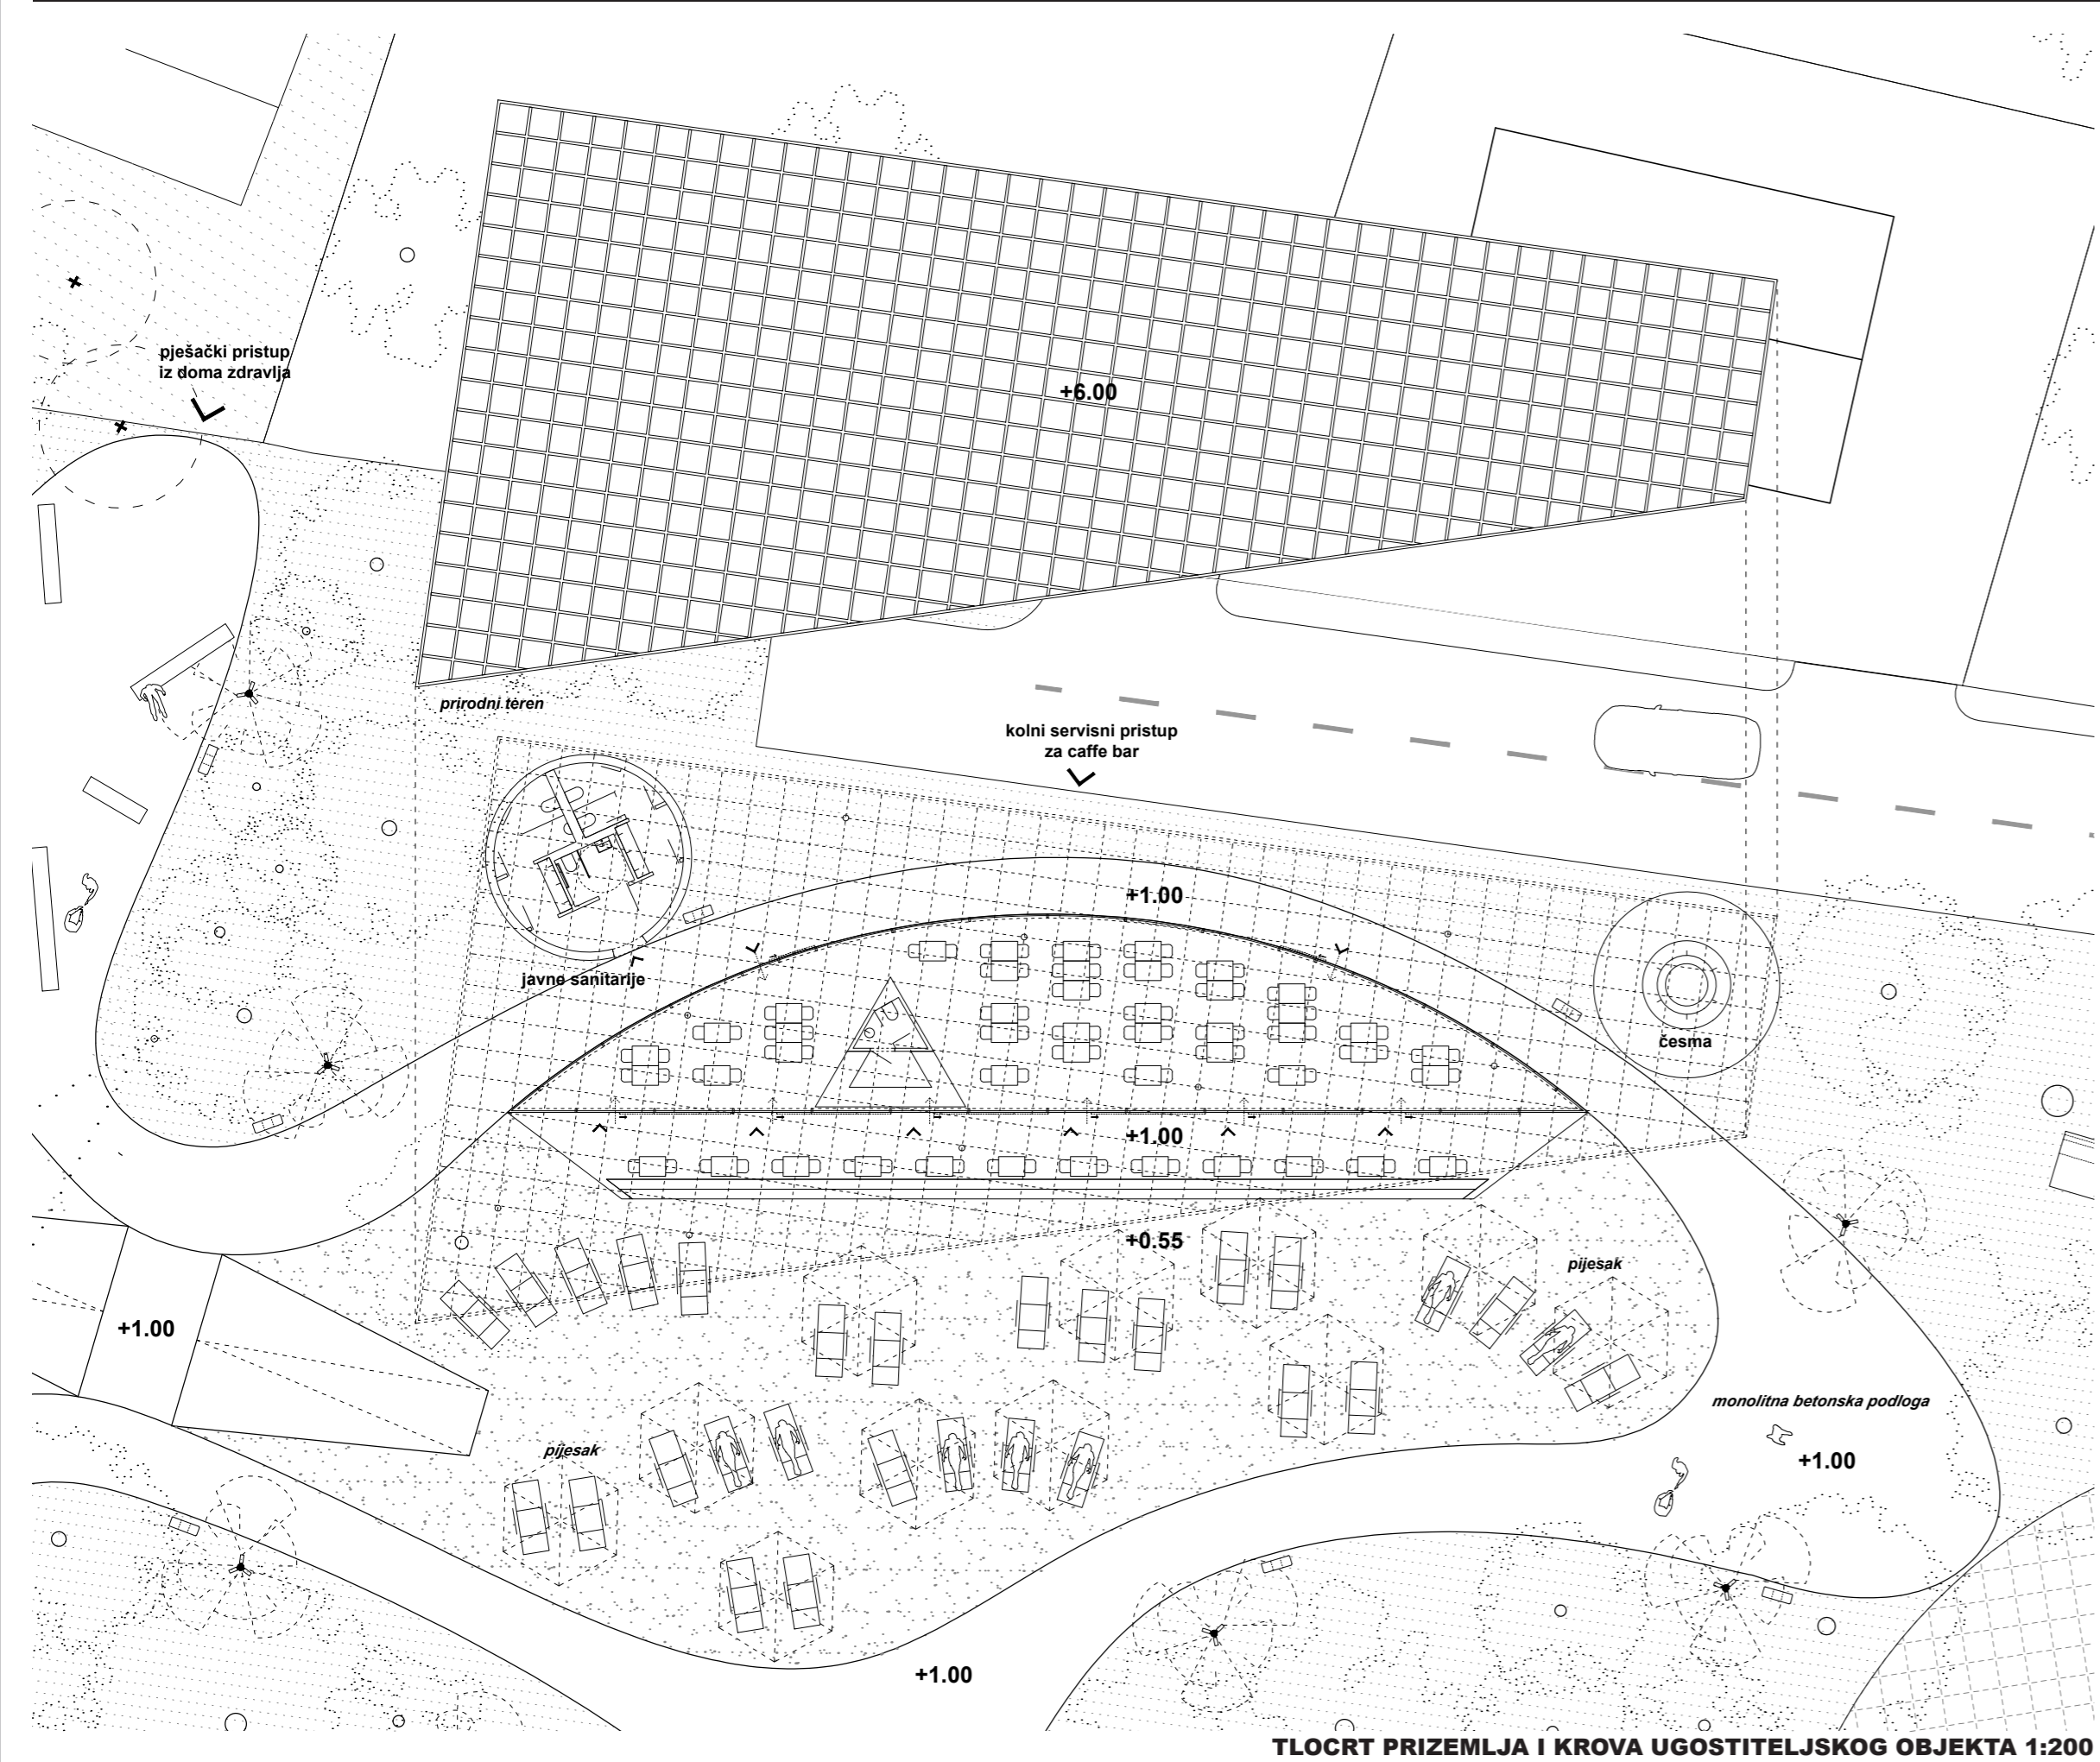 pješački pristup
iz doma zdravlja
+6.00
prirodni teren
kolni servisni pristup
za caffe bar
+1.00
javne sanitarije
česma
+1.00
+0.55
pijesak
+1.00
monolitna betonska podloga
pijesak
+1.00
+1.00
TLOCRT PRIZEMLJA I KROVA UGOSTITELJSKOG OBJEKTA 1:200